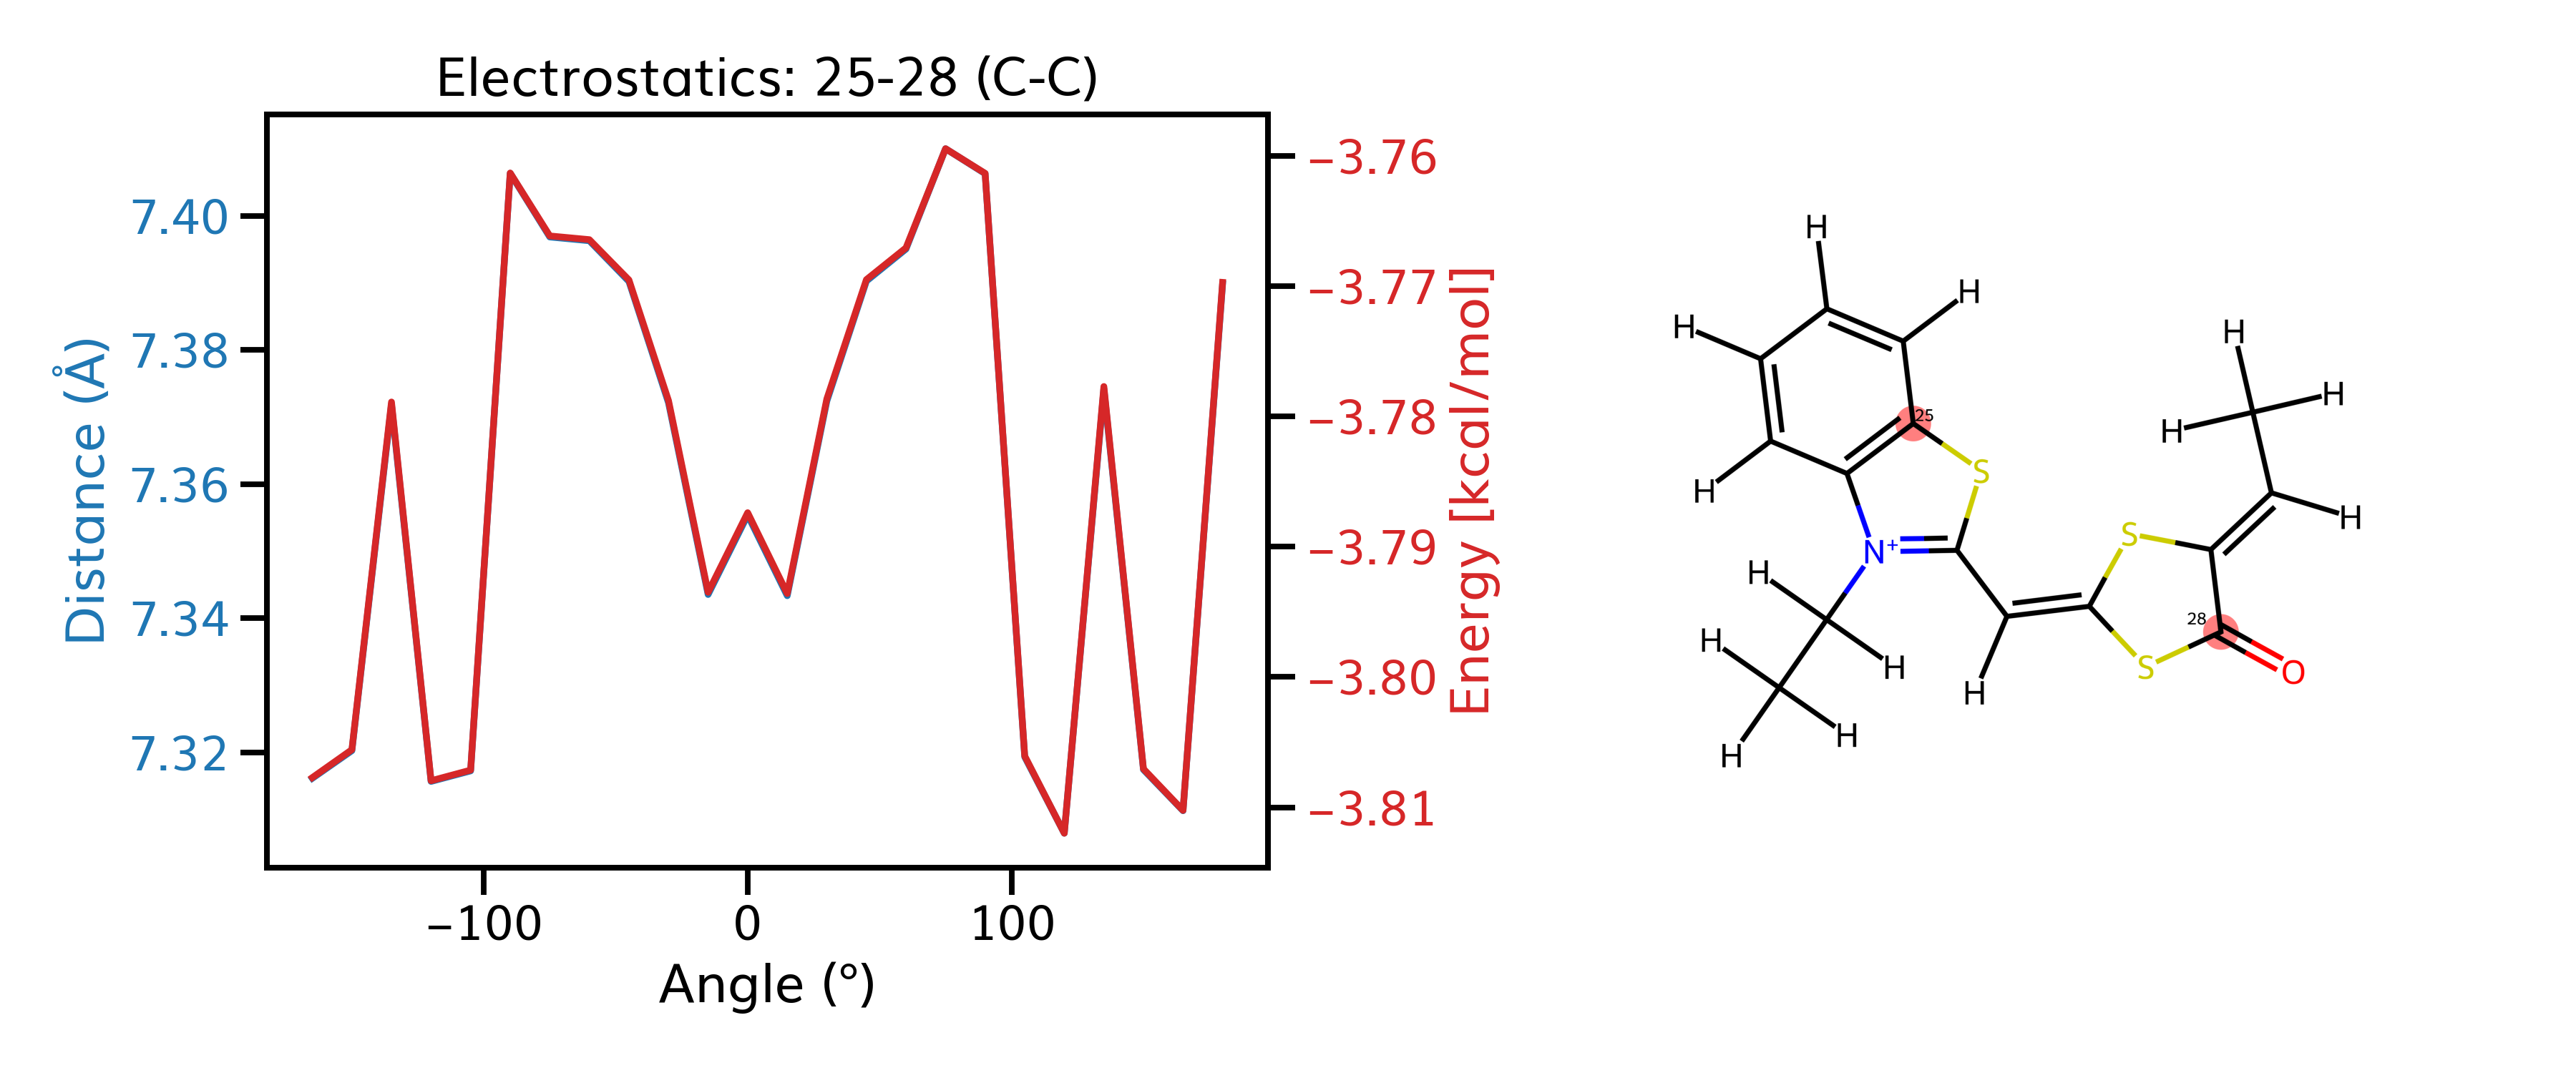 Electrostatics: 25-28 (C-C)
Distance (Å)
7.40
7.38
7.36
7.34
7.32
−3.76
−3.77
−3.78
−3.79
−3.80
−3.81
Energy [kcal/mol]
−100
0
100
Angle (°)
H
H
H
H
25
S
N+
H
H
H
H
H
H
H
H
H
H
S
S
28
O